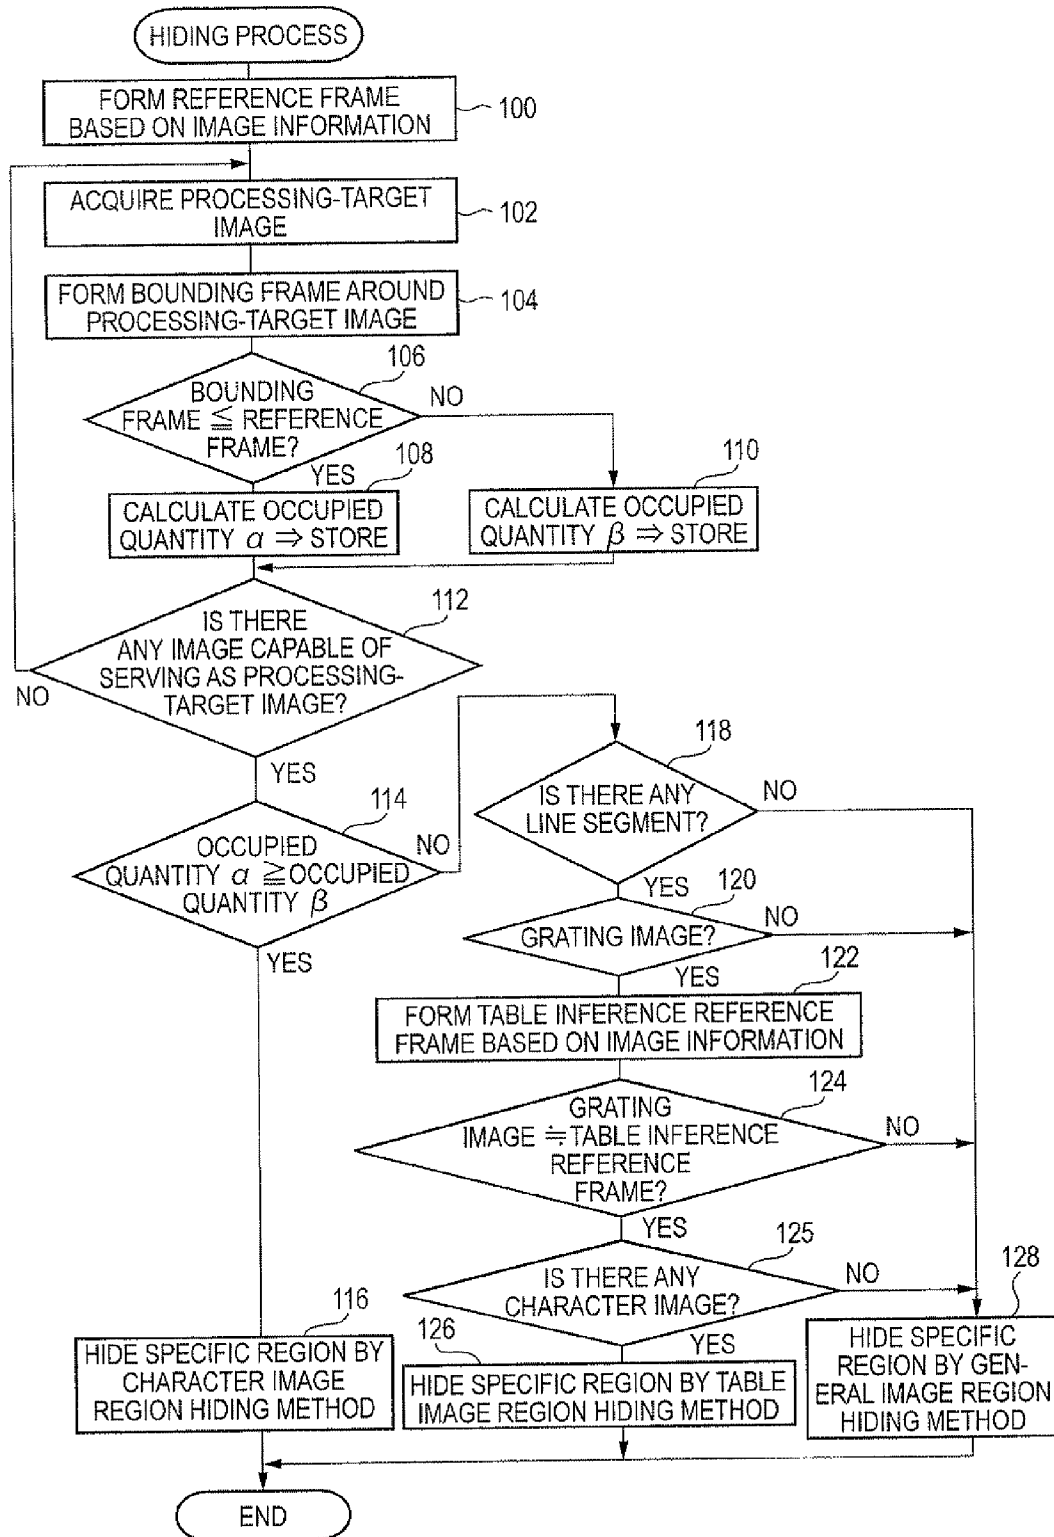 HIDING PROCESS
FORM REFERENCE FRAME
BASED ON IMAGE INFORMATION
100
ACQUIRE PROCESSING-TARGET
IMAGE
102
FORM BOUNDING FRAME AROUND
PROCESSING-TARGET IMAGE
104
106
BOUNDING
FRAME ≦ REFERENCE
FRAME?
NO
YES
108
CALCULATE OCCUPIED
QUANTITY α ⇒ STORE
110
CALCULATE OCCUPIED
QUANTITY β ⇒ STORE
112
IS THERE
ANY IMAGE CAPABLE OF
SERVING AS PROCESSING-
TARGET IMAGE?
NO
YES
114
OCCUPIED
QUANTITY α ≧OCCUPIED
QUANTITY β
NO
YES
118
IS THERE ANY
LINE SEGMENT?
NO
YES
120
GRATING IMAGE?
NO
YES
122
FORM TABLE INFERENCE REFERENCE
FRAME BASED ON IMAGE INFORMATION
124
GRATING
IMAGE ≒ TABLE INFERENCE
REFERENCE
FRAME?
NO
YES
125
IS THERE ANY
CHARACTER IMAGE?
NO
YES
116
HIDE SPECIFIC REGION BY
CHARACTER IMAGE
REGION HIDING METHOD
126
HIDE SPECIFIC REGION BY TABLE
IMAGE REGION HIDING METHOD
128
HIDE SPECIFIC
REGION BY GEN-
ERAL IMAGE REGION
HIDING METHOD
END